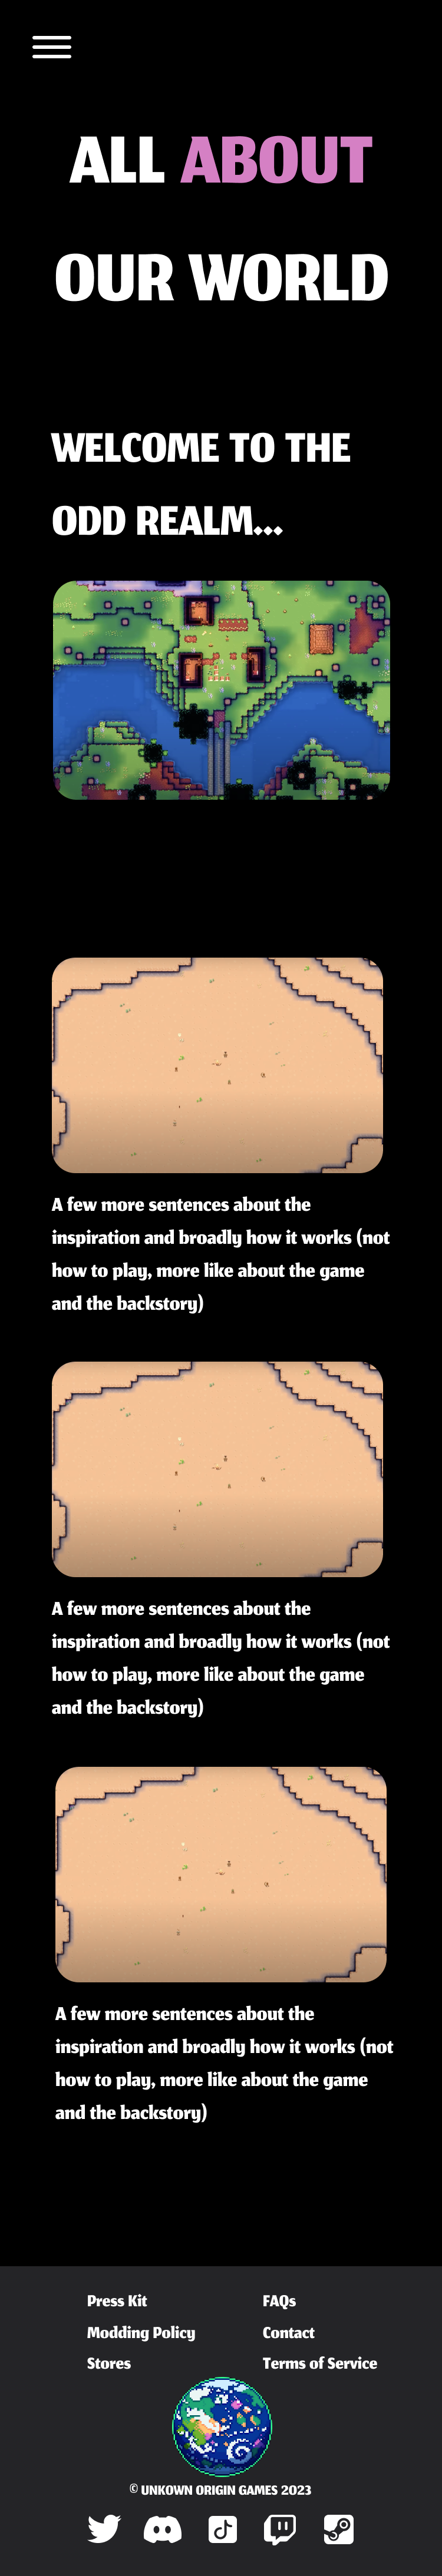 ALL ABOUT
OUR WORLD
WELCOME TO THE
ODD REALM...
A few more sentences about the
inspiration and broadly how it works (not
how to play, more like about the game
and the backstory)
A few more sentences about the
inspiration and broadly how it works (not
how to play, more like about the game
and the backstory)
A few more sentences about the
inspiration and broadly how it works (not
how to play, more like about the game
and the backstory)
Press Kit
FAQs
Modding Policy
Contact
Stores
Terms of Service
© UNKOWN ORIGIN GAMES 2023